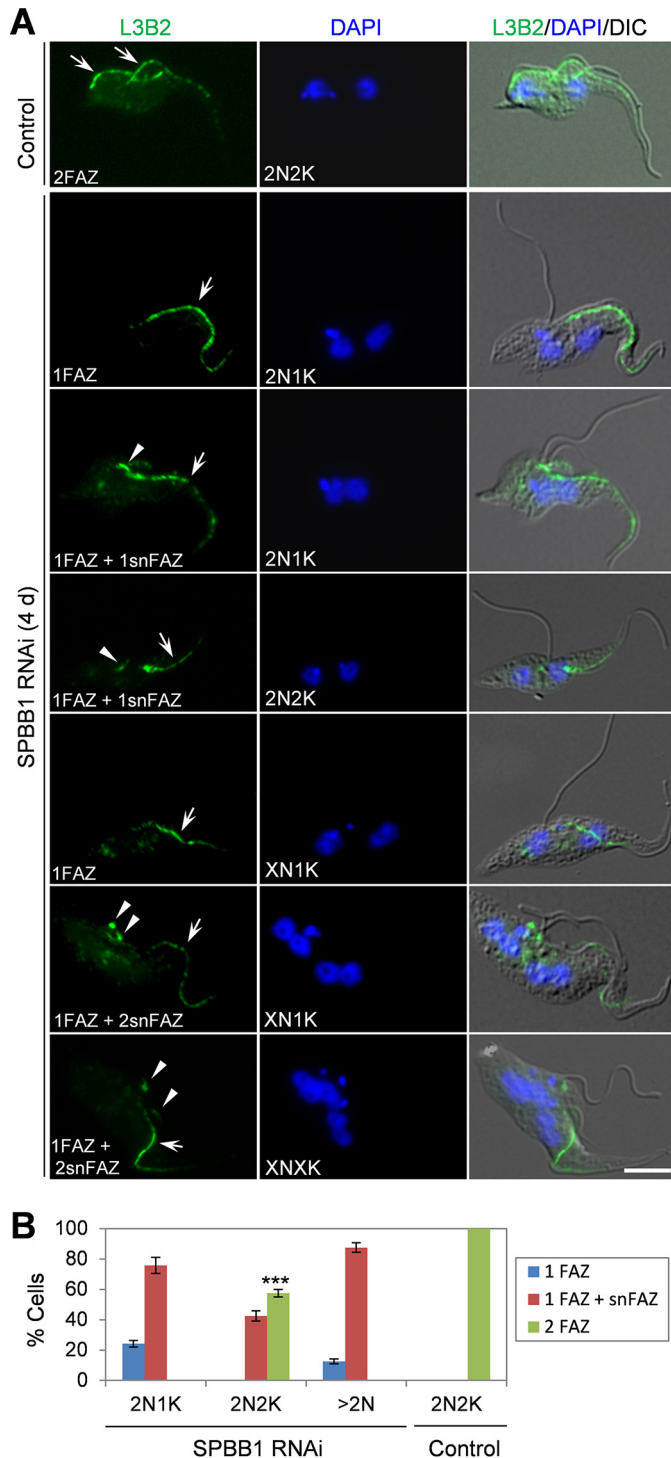 A
L3B2 DAPI L3B2/DAPI/DIC
Control
2FAZ 2N2K
SPBB1 RNAi (4 d)
1FAZ 2N1K
1FAZ + 1snFAZ 2N1K
1FAZ + 1snFAZ 2N2K
1FAZ XN1K
1FAZ + 2snFAZ XN1K
1FAZ +
2snFAZ XNXK
B
100
80
60
40
20
0
% Cells
***
1 FAZ
1 FAZ + snFAZ
2 FAZ
2N1K 2N2K >2N 2N2K
SPBB1 RNAi Control